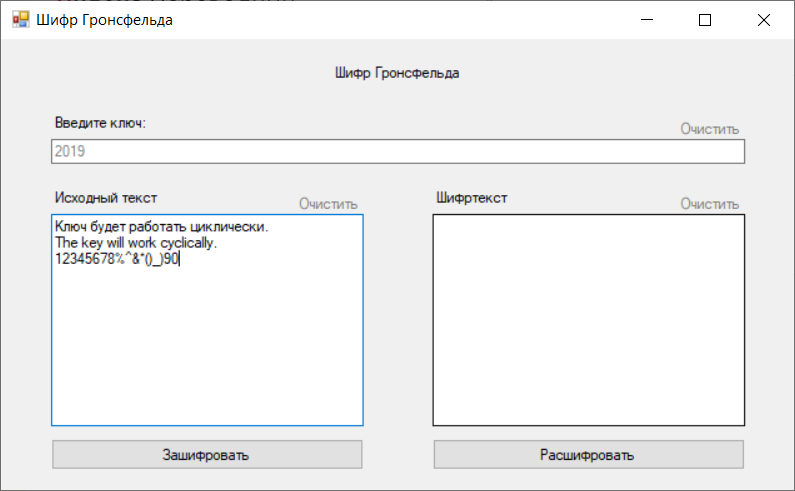 Шифр Гронсфельда
Шифр Гронсфельда
Введите ключ:
Очистить
2019
Исходный текст
Очистить
Ключ будет работать циклически.
The key will work cyclically.
12345678%^&*()_)90
Зашифровать
Шифртекст
Очистить
Расшифровать